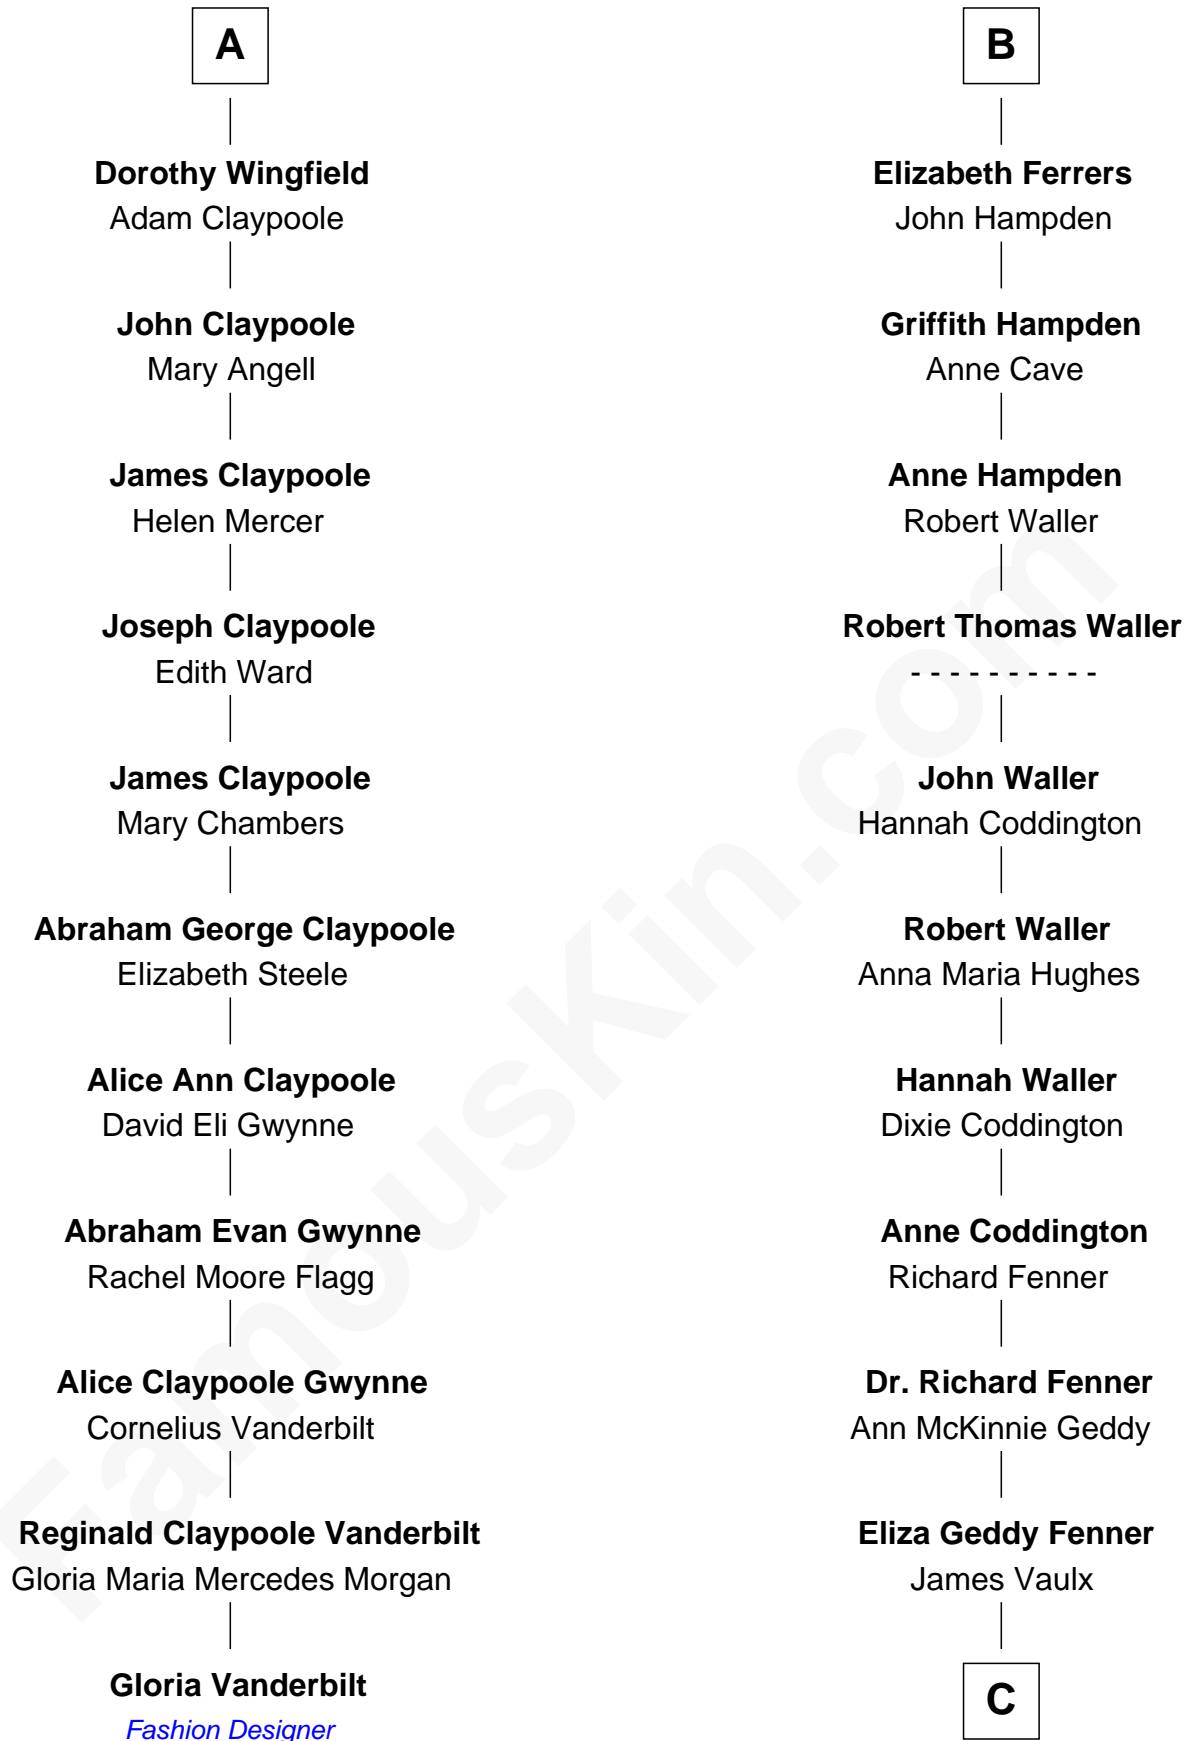 A
Dorothy Wingfield
Adam Claypoole
John Claypoole
Mary Angell
James Claypoole
Helen Mercer
Joseph Claypoole
Edith Ward
James Claypoole
Mary Chambers
Abraham George Claypoole
Elizabeth Steele
Alice Ann Claypoole
David Eli Gwynne
Abraham Evan Gwynne
Rachel Moore Flagg
Alice Claypoole Gwynne
Cornelius Vanderbilt
Reginald Claypoole Vanderbilt
Gloria Maria Mercedes Morgan
Gloria Vanderbilt
Fashion Designer
B
Elizabeth Ferrers
John Hampden
Griffith Hampden
Anne Cave
Anne Hampden
Robert Waller
Robert Thomas Waller
- - - - - - - - - -
John Waller
Hannah Coddington
Robert Waller
Anna Maria Hughes
Hannah Waller
Dixie Coddington
Anne Coddington
Richard Fenner
Dr. Richard Fenner
Ann McKinnie Geddy
Eliza Geddy Fenner
James Vaulx
C
FamousKin.com